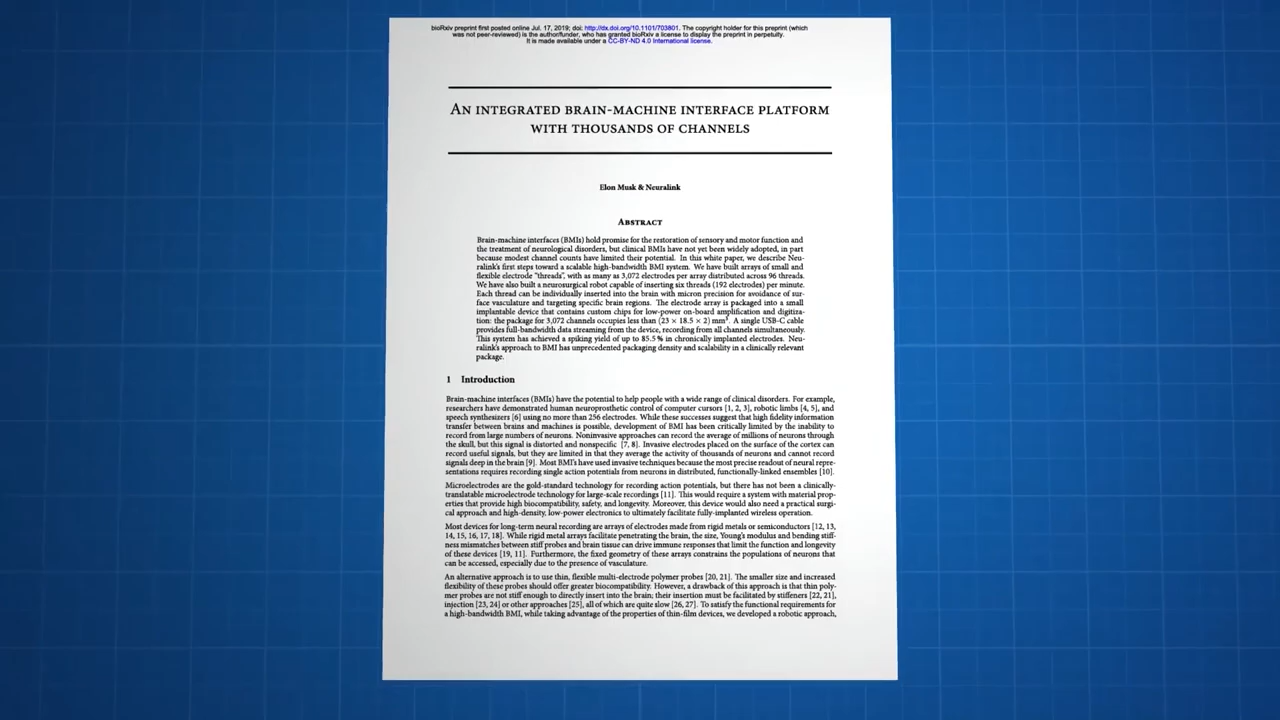 bioRxiv preprint first posted online Jul. 17, 2019; doi: http://dx.doi.org/10.1101/703801. The copyright holder for this preprint (which
was not peer-reviewed) is the author/funder, who has granted bioRxiv a license to display the preprint in perpetuity.
It is made available under a CC-BY-ND 4.0 International license.
AN INTEGRATED BRAIN-MACHINE INTERFACE PLATFORM
WITH THOUSANDS OF CHANNELS
Elon Musk & Neuralink
ABSTRACT
Brain-machine interfaces (BMIs) hold promise for the restoration of sensory and motor function and
the treatment of neurological disorders, but clinical BMIs have not yet been widely adopted, in part
because modest channel counts have limited their potential. In this white paper, we describe Neu-
ralink's first steps toward a scalable high-bandwidth BMI system. We have built arrays of small and
flexible electrode "threads", with as many as 3,072 electrodes per array distributed across 96 threads.
We have also built a neurosurgical robot capable of inserting six threads (192 electrodes) per minute.
Each thread can be individually inserted into the brain with micron precision for avoidance of sur-
face vasculature and targeting specific brain regions. The electrode array is packaged into a small
implantable device that contains custom chips for low-power on-board amplification and digitiza-
tion: the package for 3,072 channels occupies less than (23 × 18.5 × 2) mm³. A single USB-C cable
provides full-bandwidth data streaming from the device, recording from all channels simultaneously.
This system has achieved a spiking yield of up to 85.5 % in chronically implanted electrodes. Neu-
ralink's approach to BMI has unprecedented packaging density and scalability in a clinically relevant
package.
1 Introduction
Brain-machine interfaces (BMIs) have the potential to help people with a wide range of clinical disorders. For example,
researchers have demonstrated human neuroprosthetic control of computer cursors [1, 2, 3], robotic limbs [4, 5], and
speech synthesizers [6] using no more than 256 electrodes. While these successes suggest that high fidelity information
transfer between brains and machines is possible, development of BMI has been critically limited by the inability to
record from large numbers of neurons. Noninvasive approaches can record the average of millions of neurons through
the skull, but this signal is distorted and nonspecific [7, 8]. Invasive electrodes placed on the surface of the cortex can
record useful signals, but they are limited in that they average the activity of thousands of neurons and cannot record
signals deep in the brain [9]. Most BMI's have used invasive techniques because the most precise readout of neural repre-
sentations requires recording single action potentials from neurons in distributed, functionally-linked ensembles [10].
Microelectrodes are the gold-standard technology for recording action potentials, but there has not been a clinically-
translatable microelectrode technology for large-scale recordings [11]. This would require a system with material prop-
erties that provide high biocompatibility, safety, and longevity. Moreover, this device would also need a practical surgi-
cal approach and high-density, low-power electronics to ultimately facilitate fully-implanted wireless operation.
Most devices for long-term neural recording are arrays of electrodes made from rigid metals or semiconductors [12, 13,
14, 15, 16, 17, 18]. While rigid metal arrays facilitate penetrating the brain, the size, Young's modulus and bending stiff-
ness mismatches between stiff probes and brain tissue can drive immune responses that limit the function and longevity
of these devices [19, 11]. Furthermore, the fixed geometry of these arrays constrains the populations of neurons that
can be accessed, especially due to the presence of vasculature.
An alternative approach is to use thin, flexible multi-electrode polymer probes [20, 21]. The smaller size and increased
flexibility of these probes should offer greater biocompatibility. However, a drawback of this approach is that thin poly-
mer probes are not stiff enough to directly insert into the brain; their insertion must be facilitated by stiffeners [22, 21],
injection [23, 24] or other approaches [25], all of which are quite slow [26, 27]. To satisfy the functional requirements for
a high-bandwidth BMI, while taking advantage of the properties of thin-film devices, we developed a robotic approach,